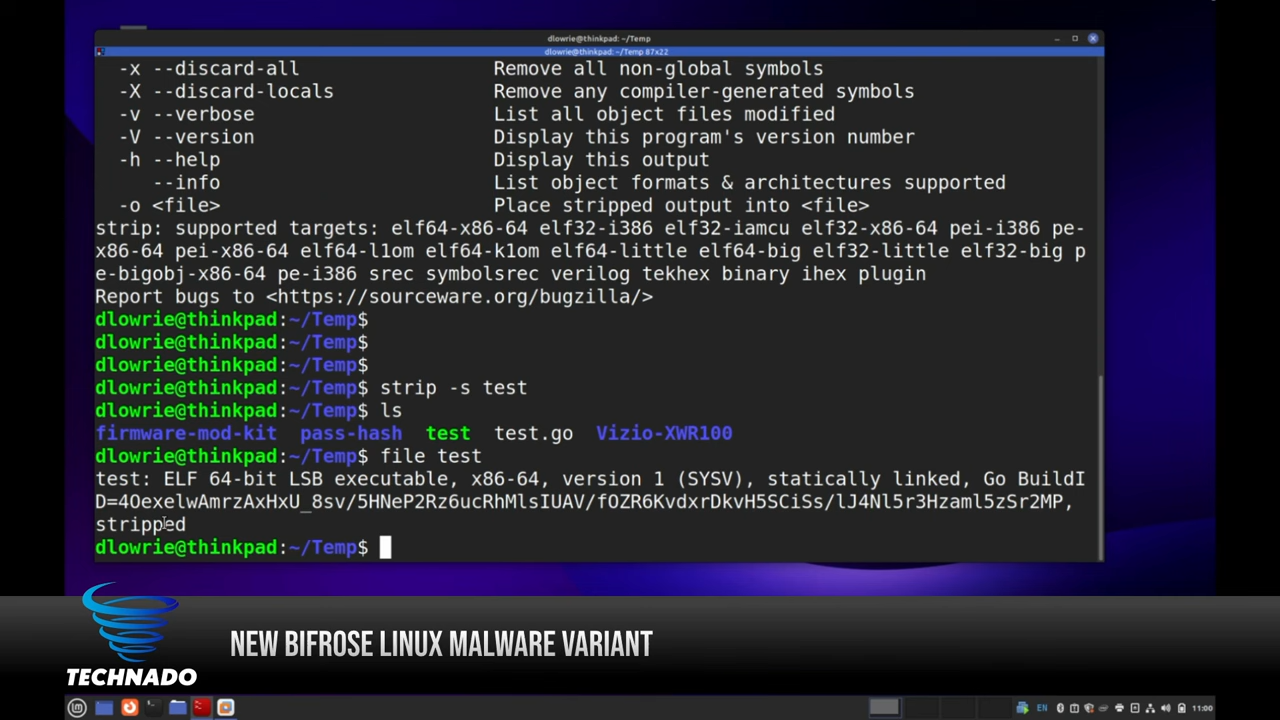 dlowrie@thinkpad: ~/Temp
dlowrie@thinkpad: ~/Temp 87x22
-x --discard-all Remove all non-global symbols
-X --discard-locals Remove any compiler-generated symbols
-v --verbose List all object files modified
-V --version Display this program's version number
-h --help Display this output
--info List object formats & architectures supported
-o <file> Place stripped output into <file>
strip: supported targets: elf64-x86-64 elf32-i386 elf32-iamcu elf32-x86-64 pei-i386 pe-
x86-64 pei-x86-64 elf64-l1om elf64-k1om elf64-little elf64-big elf32-little elf32-big p
e-bigobj-x86-64 pe-i386 srec symbolsrec verilog tekhex binary ihex plugin
Report bugs to <https://sourceware.org/bugzilla/>
dlowrie@thinkpad:~/Temp$
dlowrie@thinkpad:~/Temp$
dlowrie@thinkpad:~/Temp$
dlowrie@thinkpad:~/Temp$ strip -s test
dlowrie@thinkpad:~/Temp$ ls
firmware-mod-kit pass-hash test test.go Vizio-XWR100
dlowrie@thinkpad:~/Temp$ file test
test: ELF 64-bit LSB executable, x86-64, version 1 (SYSV), statically linked, Go BuildI
D=4OexelwAmrzAxHxU_8sv/5HNeP2Rz6ucRhMlsIUAV/fOZR6KvdxrDkvH5SCiSs/lJ4Nl5r3Hzaml5zSr2MP,
stripped
dlowrie@thinkpad:~/Temp$
NEW BIFROSE LINUX MALWARE VARIANT
TECHNADO
EN
11:00